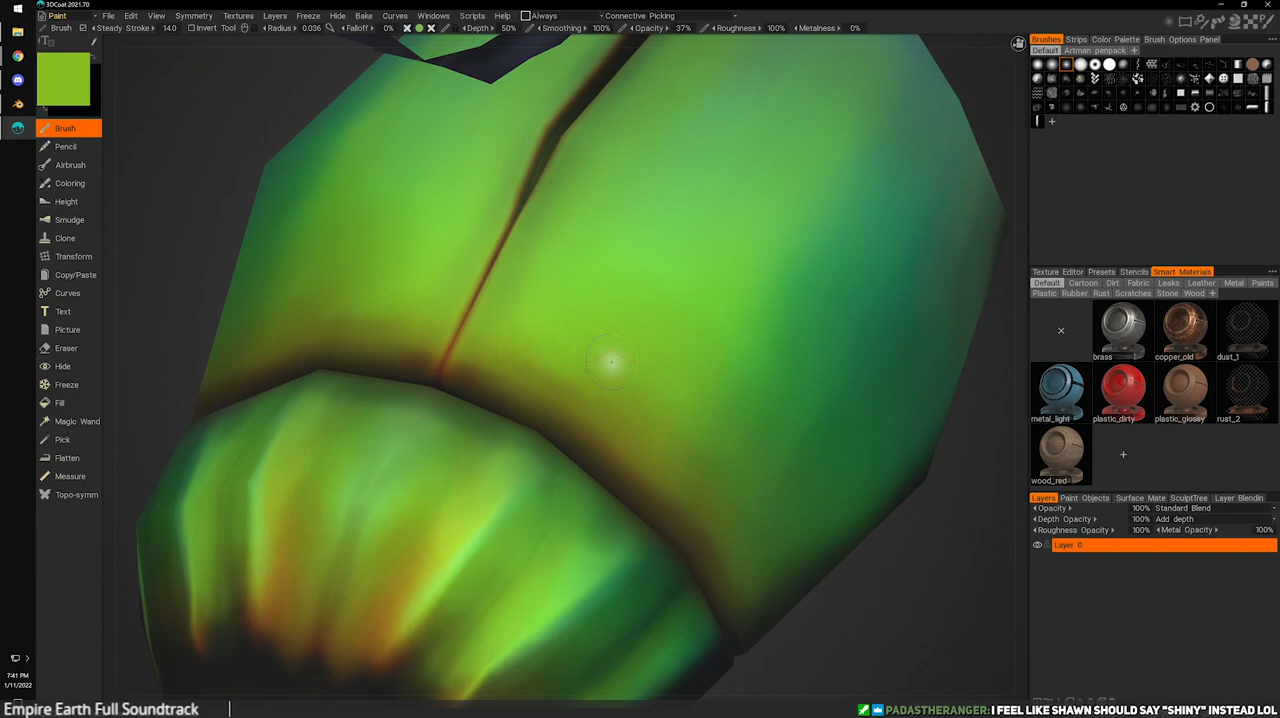 3DCoat 2021.70
Paint File Edit View Symmetry Textures Layers Freeze Hide Bake Curves Windows Scripts Help Always Connective Picking
Brush Steady Stroke 14.0 Invert Tool Radius 0.036 Falloff 0% Depth 50% Smoothing 100% Opacity 37% Roughness 100% Metalness 0%
Brushes Strips Color Palette Brush Options Panel
Default Artman penpack +
Brush
Pencil
Airbrush
Coloring
Height
Smudge
Clone
Transform
Copy/Paste
Curves
Text
Picture
Eraser
Hide
Freeze
Fill
Magic Wand
Pick
Flatten
Measure
Topo-symm
Texture Editor Presets Stencils Smart Materials
Default Cartoon Dirt Fabric Leaks Leather Metal Paints
Plastic Rubber Rust Scratches Stone Wood +
brass copper_old dust_1
metal_light plastic_dirty plastic_glossy rust_2
wood_red
Layers Paint Objects Surface Mate SculptTree Layer Blendin
Opacity 100% Standard Blend
Depth Opacity 100% Add depth
Roughness Opacity 100% Metal Opacity 100%
Layer 0
7:41 PM
1/11/2022
Empire Earth Full Soundtrack
PADASTHERANGER: I FEEL LIKE SHAWN SHOULD SAY "SHINY" INSTEAD LOL